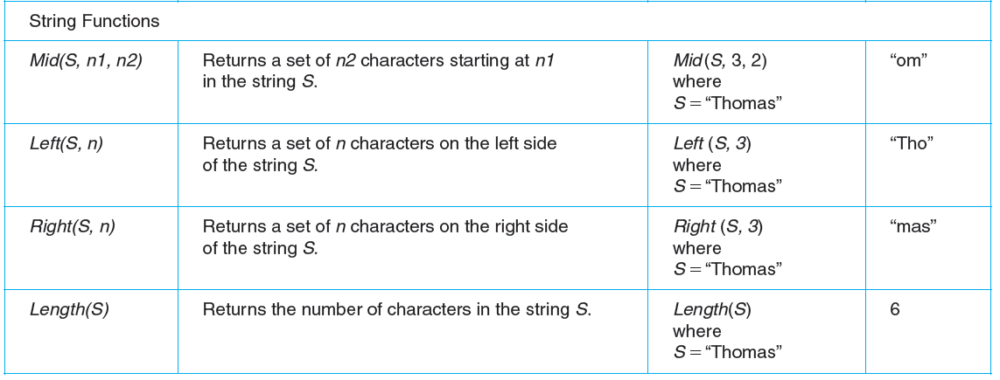 String Functions
Mid(S, n1, n2)
Returns a set of n2 characters starting at n1
in the string S.
Mid(S, 3, 2)
where
S = “Thomas”
“om”
Left(S, n)
Returns a set of n characters on the left side
of the string S.
Left (S, 3)
where
S = “Thomas”
“Tho”
Right(S, n)
Returns a set of n characters on the right side
of the string S.
Right (S, 3)
where
S = “Thomas”
“mas”
Length(S)
Returns the number of characters in the string S.
Length(S)
where
S = “Thomas”
6